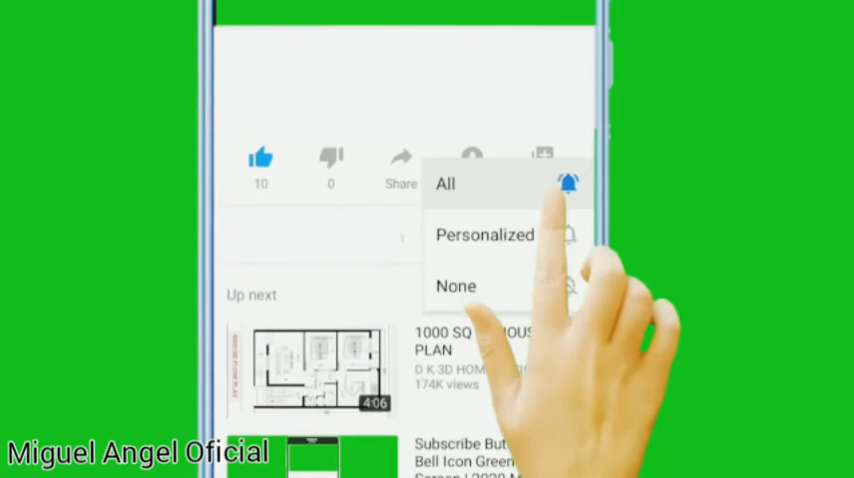 10
0
Share
All
Personalized
None
Up next
1000 SQ
PLAN
D K 3D HOM
174K views
4:06
Subscribe
Bell Icon Green
Miguel Angel Oficial